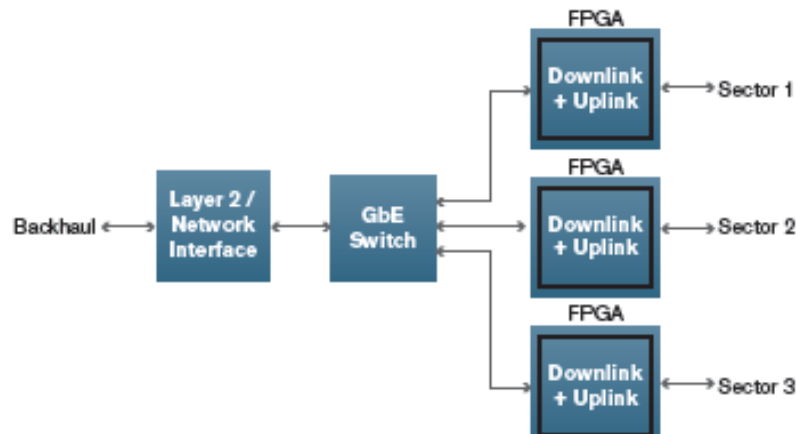 FPGA
Downlink
+ Uplink
Sector 1
Backhaul
Layer 2 /
Network
Interface
GbE
Switch
FPGA
Downlink
+ Uplink
Sector 2
FPGA
Downlink
+ Uplink
Sector 3